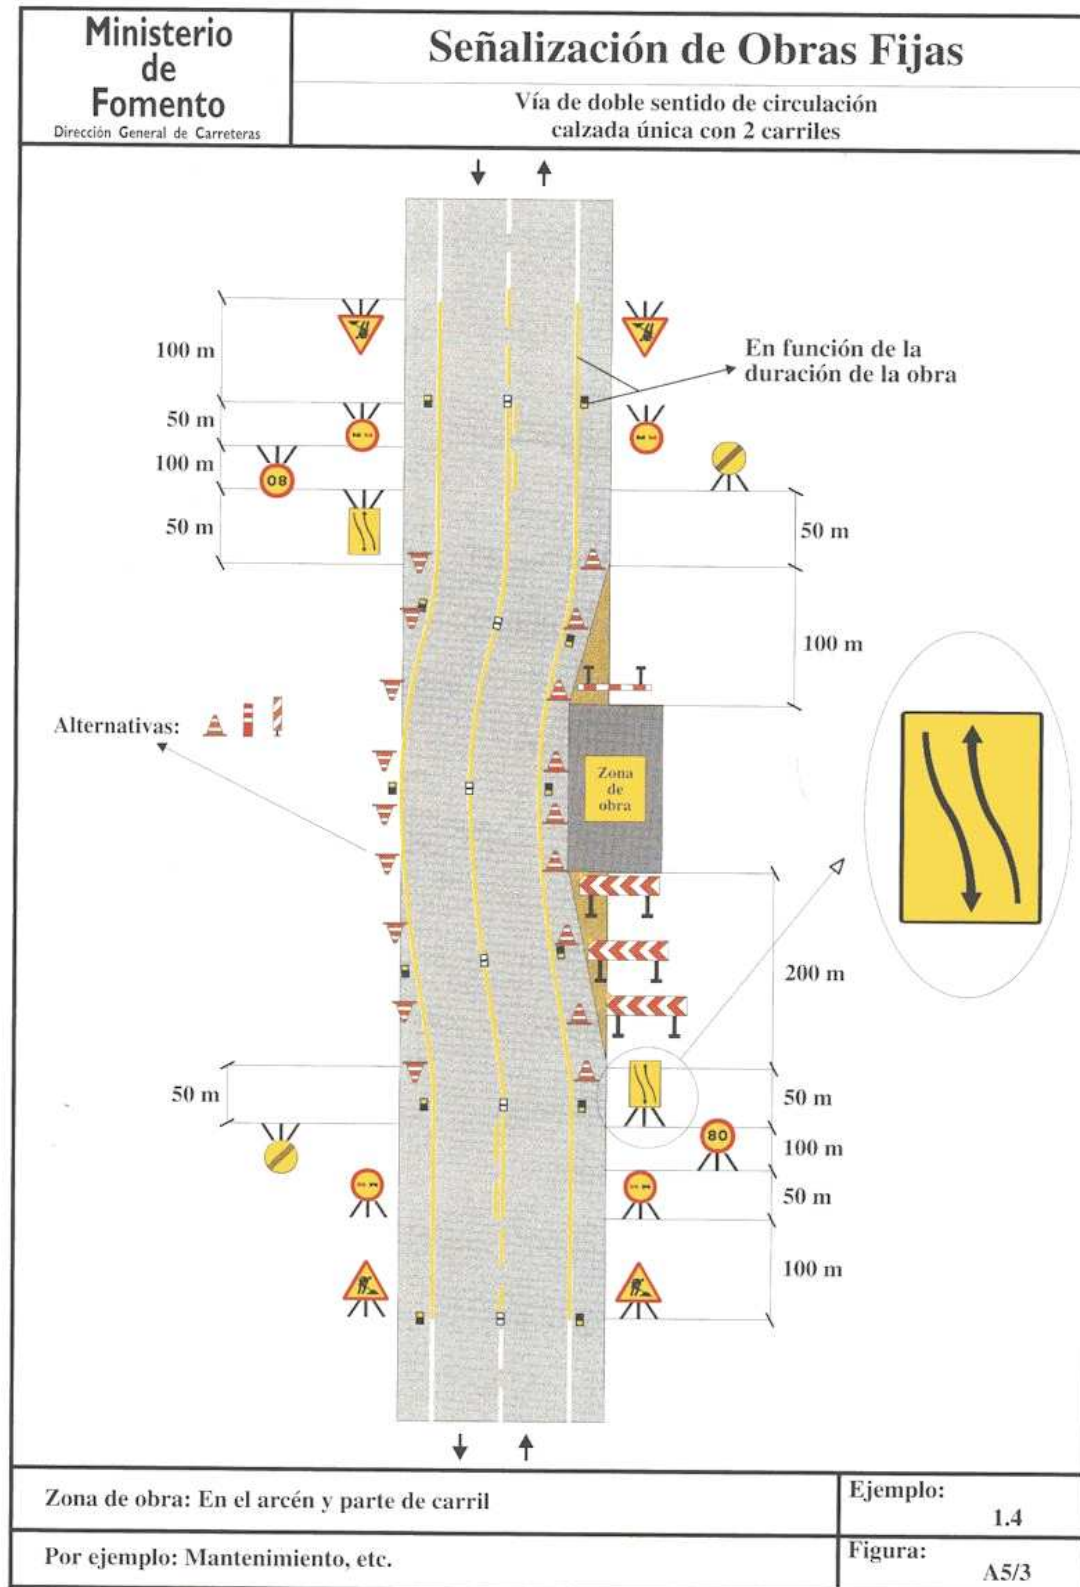 Ministerio
de
Fomento
Dirección General de Carreteras
Señalización de Obras Fijas
Vía de doble sentido de circulación
calzada única con 2 carriles
100 m
50 m
100 m
50 m
80
En función de la
duración de la obra
50 m
100 m
Alternativas:
Zona
de
obra
200 m
50 m
50 m
80
100 m
50 m
100 m
Zona de obra: En el arcén y parte de carril
Ejemplo:
1.4
Por ejemplo: Mantenimiento, etc.
Figura:
A5/3